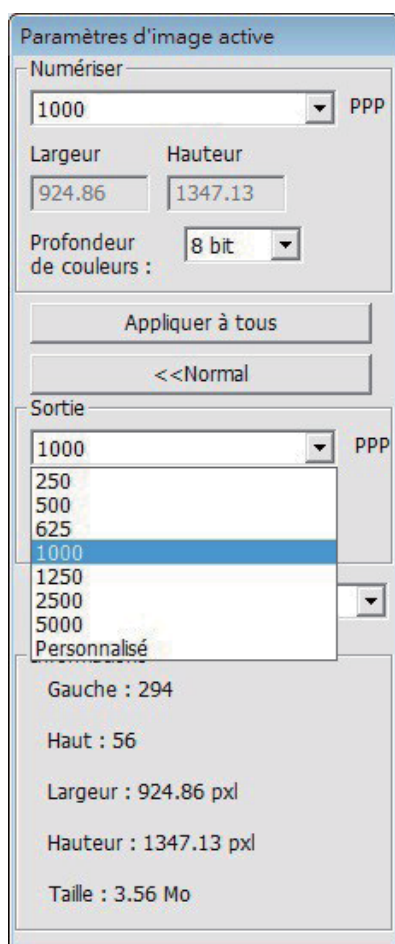 Paramètres d'image active
Numériser
1000 PPP
Largeur Hauteur
924.86 1347.13
Profondeur 8 bit
de couleurs :
Appliquer à tous
<<Normal
Sortie
1000 PPP
250
500
625
1000
1250
2500
5000
Personnalisé
Informations
Gauche : 294
Haut : 56
Largeur : 924.86 pxl
Hauteur : 1347.13 pxl
Taille : 3.56 Mo